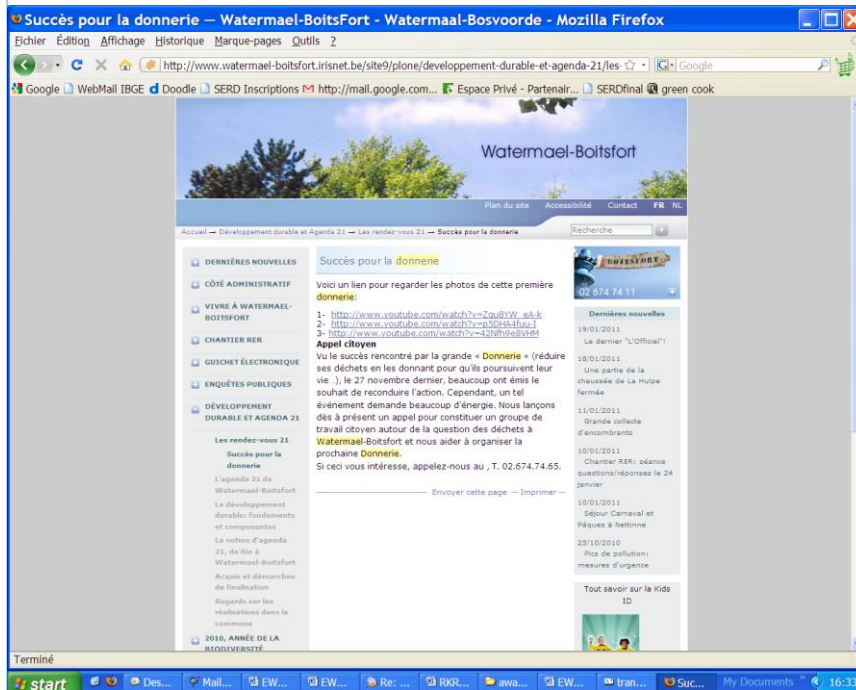 Succès pour la donnerie — Watermael-BoitsFort - Watermaal-Bosvoorde - Mozilla Firefox
Fichier Édition Affichage Historique Marque-pages Outils ?
http://www.watermael-boitsfort.irisnet.be/site9/plone/developpement-durable-et-agenda-21/les- Google
Google WebMail IBGE Doodle SERD Inscriptions http://mail.google.com... Espace Privé - Partenair... SERDfinal green cook
Watermael-Boitsfort
Plan du site Accessibilité Contact FR NL
Accueil → Développement durable et Agenda 21 → Les rendez-vous 21 → Succès pour la donnerie
Recherche
DERNIÈRES NOUVELLES
CÔTÉ ADMINISTRATIF
VIVRE À WATERMAEL-
BOITSFORT
CHANTIER RER
GUICHET ÉLECTRONIQUE
ENQUÊTES PUBLIQUES
DÉVELOPPEMENT
DURABLE ET AGENDA 21
Les rendez-vous 21
Succès pour la
donnerie
L'agenda 21 de
Watermael-Boitsfort
Le développement
durable: fondements
et composantes
La notion d'agenda
21, de Rio à
Watermael-Boitsfort
Acquis et démarches
de finalisation
Regards sur les
réalisations dans la
commune
2010, ANNÉE DE LA
BIODIVERSITÉ
Succès pour la donnerie
Voici un lien pour regarder les photos de cette première
donnerie:
1- http://www.youtube.com/watch?v=Zqu8YW_eA-k
2- http://www.youtube.com/watch?v=p5DHA4fuu-I
3- http://www.youtube.com/watch?v=42Nfh9e8VHM
Appel citoyen
Vu le succès rencontré par la grande « Donnerie » (réduire
ses déchets en les donnant pour qu'ils poursuivent leur
vie…), le 27 novembre dernier, beaucoup ont émis le
souhait de reconduire l'action. Cependant, un tel
événement demande beaucoup d'énergie. Nous lançons
dès à présent un appel pour constituer un groupe de
travail citoyen autour de la question des déchets à
Watermael-Boitsfort et nous aider à organiser la
prochaine Donnerie.
Si ceci vous intéresse, appelez-nous au , T. 02.674.74.65.
Envoyer cette page — Imprimer —
BOITSFORT
02 674 74 11
Dernières nouvelles
19/01/2011
Le dernier "L'Officiel"!
18/01/2011
Une partie de la
chaussée de La Hulpe
fermée
11/01/2011
Grande collecte
d'encombrants
10/01/2011
Chantier RER: séance
questions/réponses le 24
janvier
10/01/2011
Séjour Carnaval et
Pâques à Nettinne
25/10/2010
Pics de pollution:
mesures d'urgence
Tout savoir sur la Kids
ID
Terminé
start Des... Mail... EW... EW... Re: ... RKR... awa... EW... tran... Suc... My Documents » 16:33